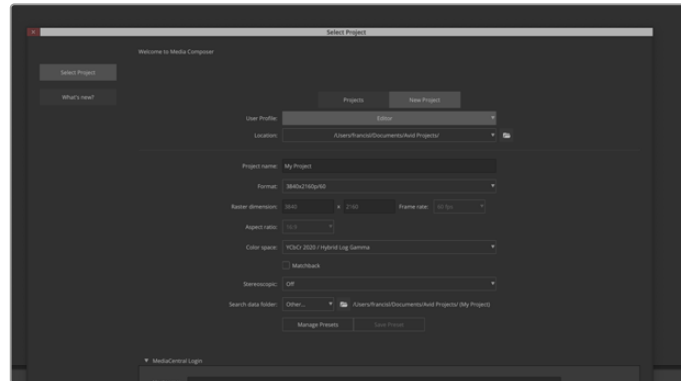 Select Project
Welcome to Media Composer
Select Project
What's new?
Projects New Project
User Profile: Editor
Location: /Users/francisl/Documents/Avid Projects/
Project name: My Project
Format: 3840x2160p/60
Raster dimension: 3840 x 2160 Frame rate: 60 fps
Aspect ratio: 16:9
Color space: YCbCr 2020 / Hybrid Log Gamma
Matchback
Stereoscopic: Off
Search data folder: Other... /Users/francisl/Documents/Avid Projects/ (My Project)
Manage Presets Save Preset
MediaCentral Login